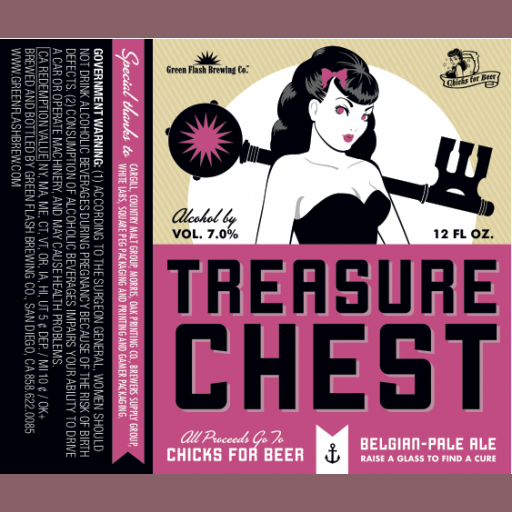 Green Flash Brewing Co.™
Chicks for Beer
Alcohol by
VOL. 7.0%
12 FL OZ.
TREASURE
CHEST
All Proceeds Go To
CHICKS FOR BEER
BELGIAN-PALE ALE
RAISE A GLASS TO FIND A CURE
Special thanks to
CARGILL, COUNTRY MALT GROUP, MORRIS, OAK PRINTING CO., BREWERS SUPPLY GROUP,
WHITE LABS, SQUARE PEG PACKAGING AND PRINTING AND GAMER PACKAGING.
GOVERNMENT WARNING: (1) ACCORDING TO THE SURGEON GENERAL, WOMEN SHOULD
NOT DRINK ALCOHOLIC BEVERAGES DURING PREGNANCY BECAUSE OF THE RISK OF BIRTH
DEFECTS. (2) CONSUMPTION OF ALCOHOLIC BEVERAGES IMPAIRS YOUR ABILITY TO DRIVE
A CAR OR OPERATE MACHINERY, AND MAY CAUSE HEALTH PROBLEMS.
CA REDEMPTION VALUE, NY, MA, ME, CT, VT, OR, IA, HI, UT 5 ¢ DEP. / MI 10 ¢ / OK+
BREWED AND BOTTLED BY GREEN FLASH BREWING CO., SAN DIEGO, CA 858.622.0085
WWW.GREENFLASHBREW.COM